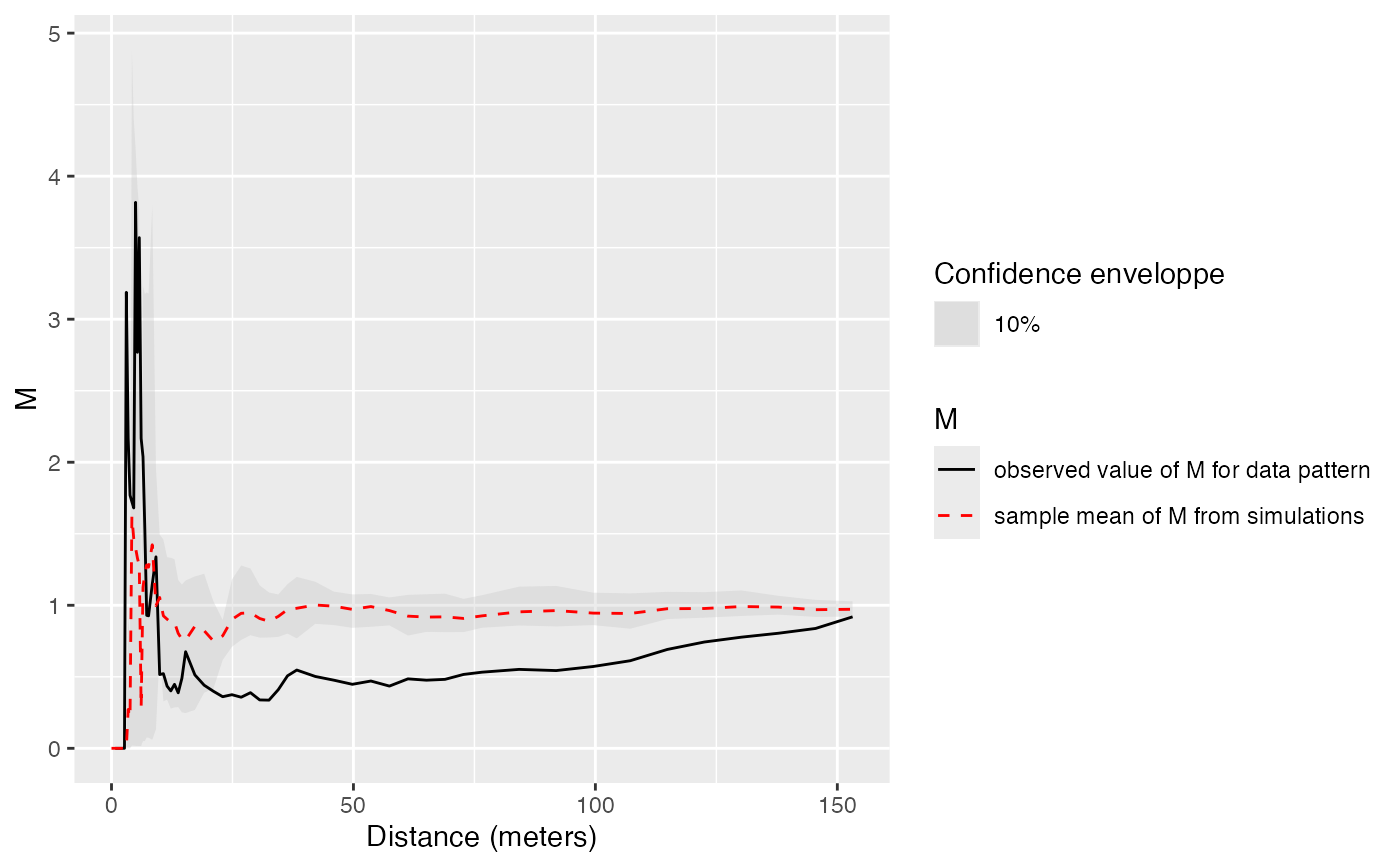 5
4
3
2
1
0
M
0
50
100
150
Distance (meters)
Confidence enveloppe
10%
M
observed value of M for data pattern
sample mean of M from simulations